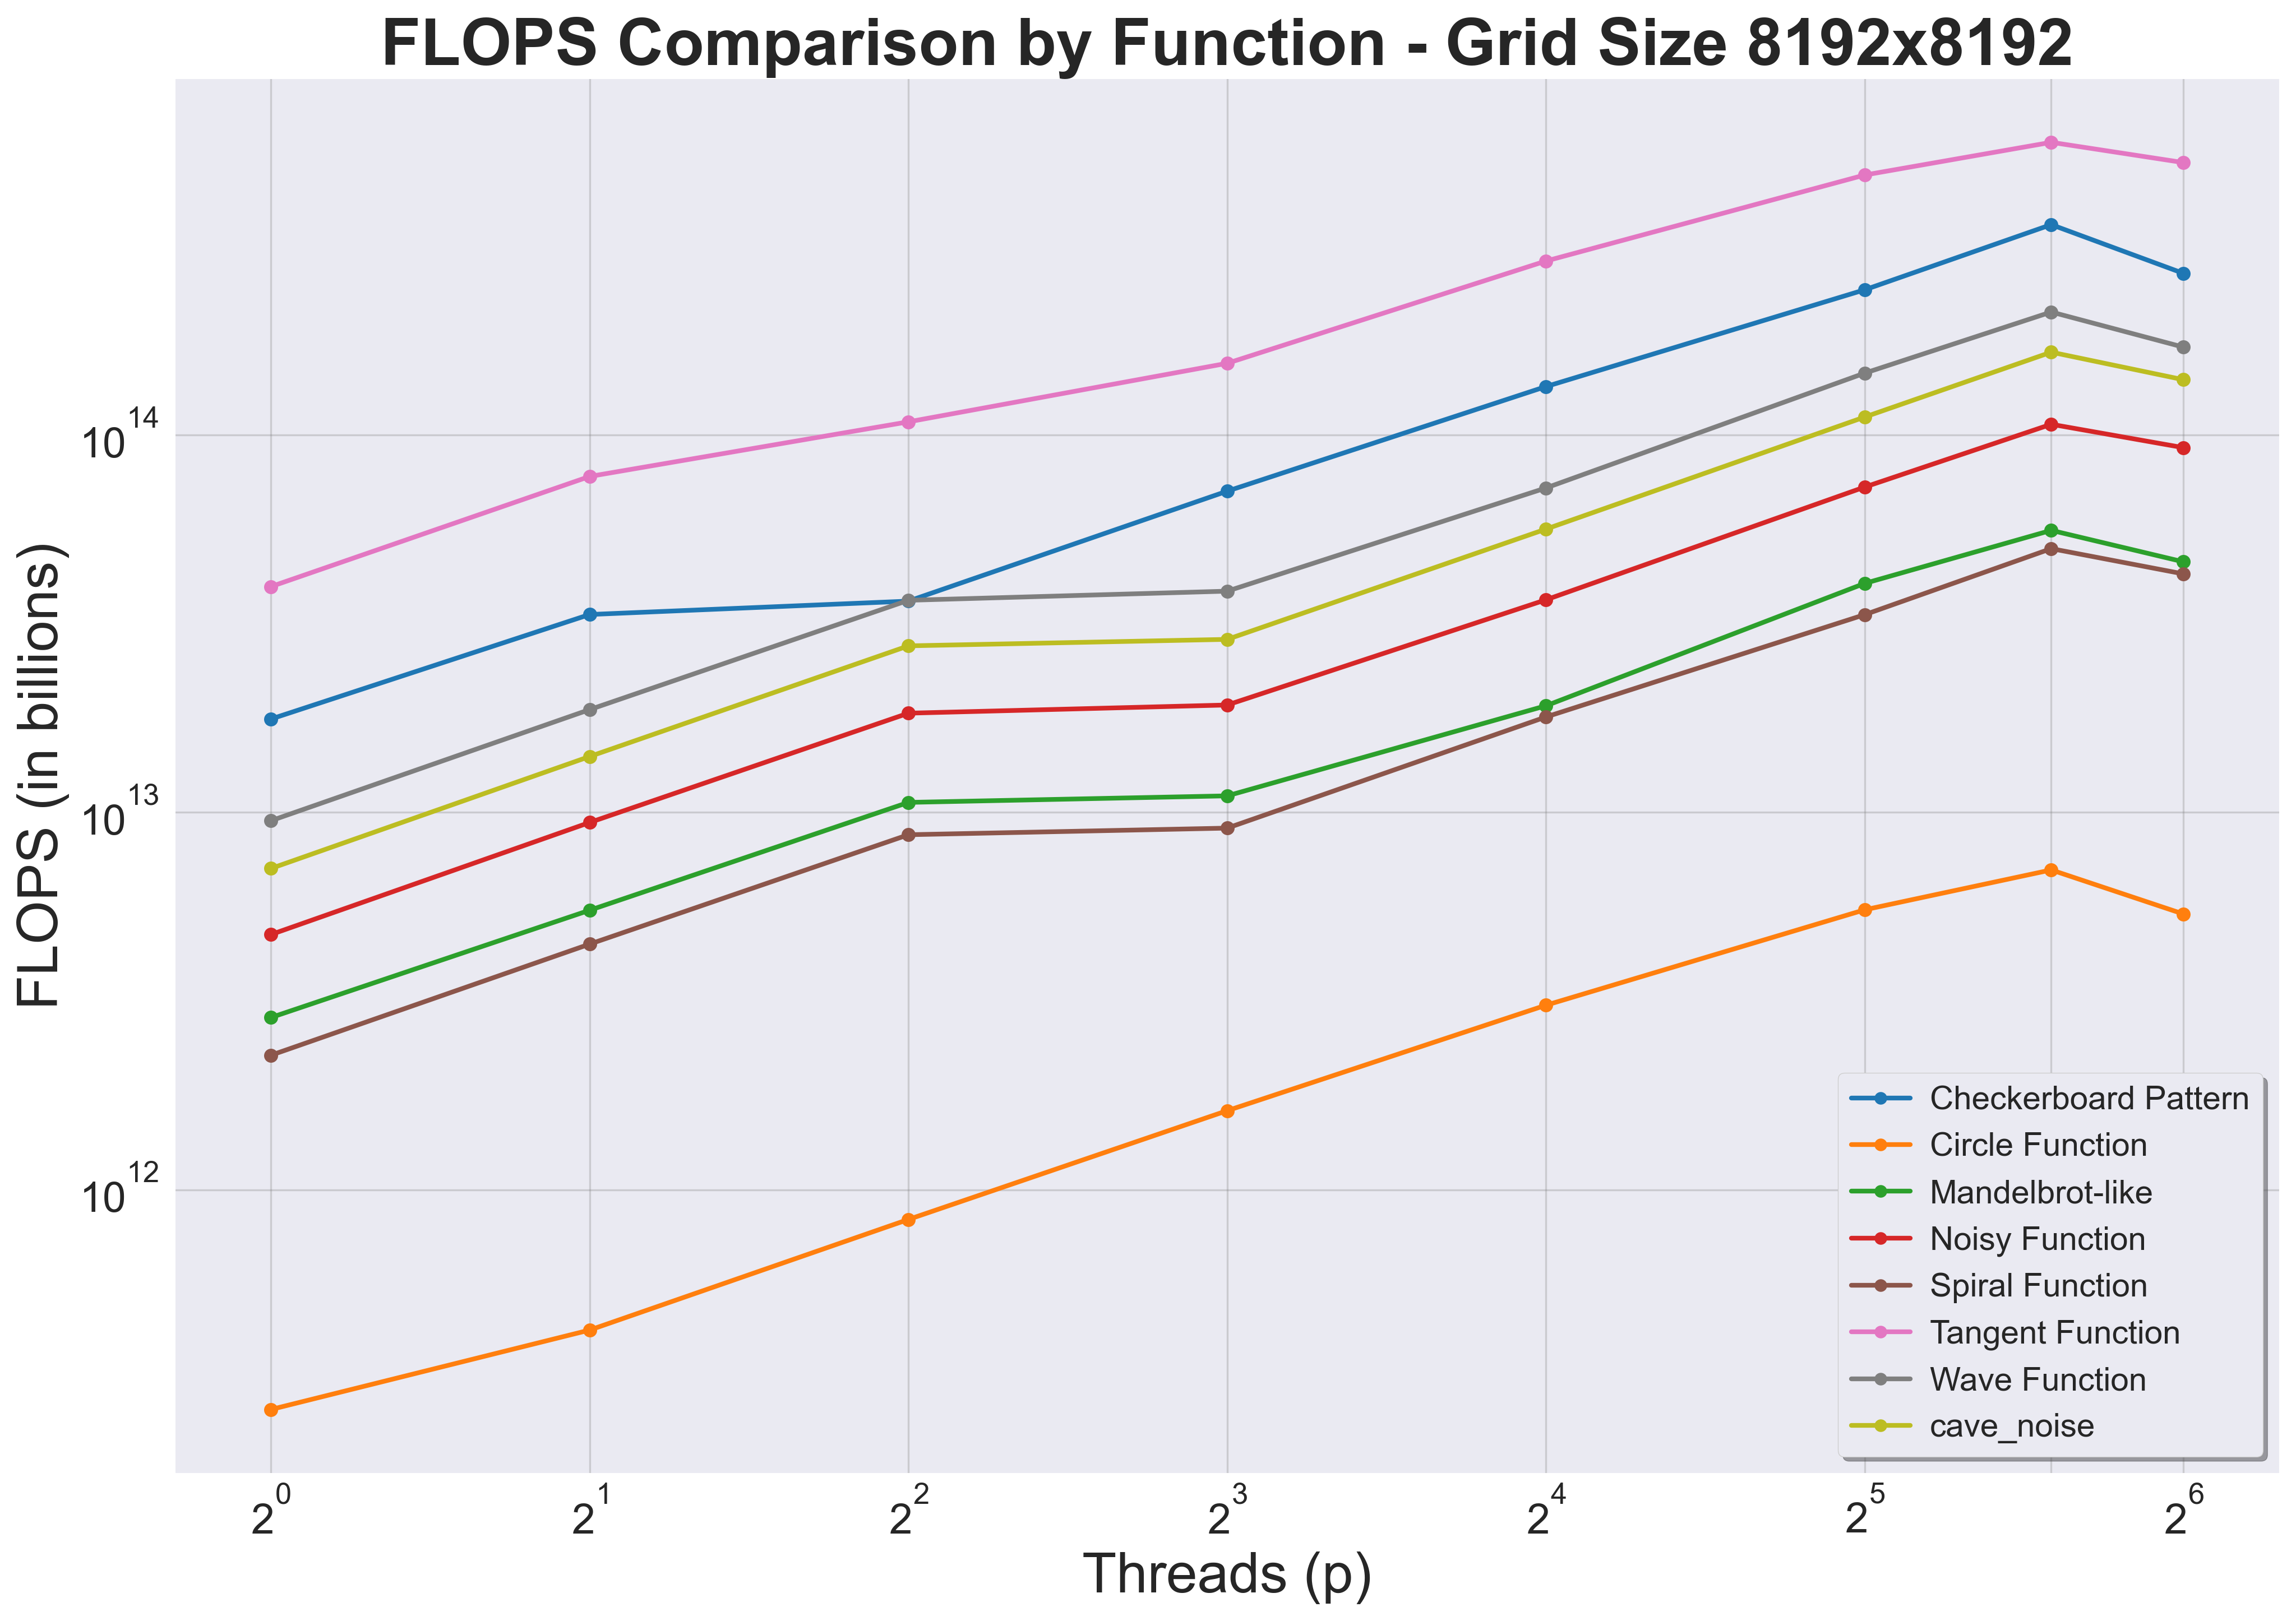 FLOPS Comparison by Function - Grid Size 8192x8192
FLOPS (in billions)
10^14
10^13
10^12
2^0 2^1 2^2 2^3 2^4 2^5 2^6
Threads (p)
Checkerboard Pattern
Circle Function
Mandelbrot-like
Noisy Function
Spiral Function
Tangent Function
Wave Function
cave_noise